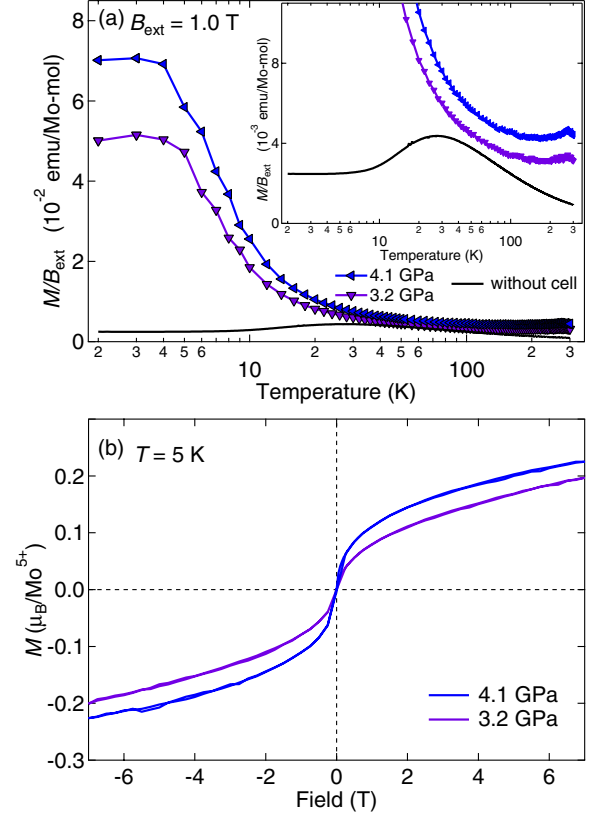 (a) B_ext = 1.0 T
8
6
4
2
0
M/B_ext (10^-2 emu/Mo-mol)
2 3 4 5 6 10 2 3 4 5 6 100 2 3
Temperature (K)
8
4
0
M/B_ext (10^-3 emu/Mo-mol)
2 3 4 5 6 10 2 3 4 5 6 100 2 3
Temperature (K)
4.1 GPa
3.2 GPa
without cell
(b) T = 5 K
0.2
0.1
0.0
-0.1
-0.2
-0.3
M (μ_B/Mo^5+)
4.1 GPa
3.2 GPa
-6 -4 -2 0 2 4 6
Field (T)